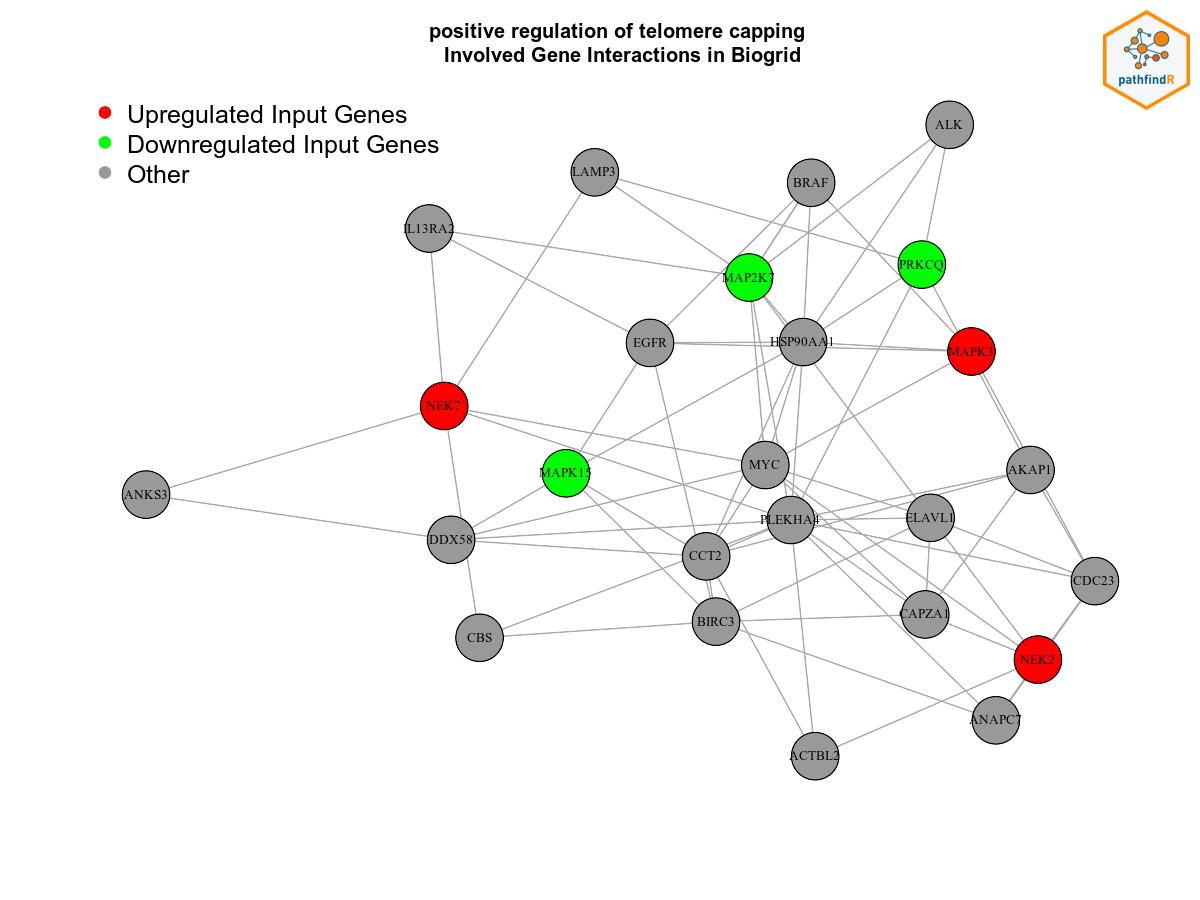 positive regulation of telomere capping
Involved Gene Interactions in Biogrid
pathfindR
Upregulated Input Genes
Downregulated Input Genes
Other
ALK
LAMP3
BRAF
IL13RA2
PRKCQ
MAP2K7
EGFR
HSP90AA1
MAPK3
NEK7
MYC
MAPK15
AKAP1
ANKS3
PLEKHA4
ELAVL1
DDX58
CCT2
CDC23
CAPZA1
BIRC3
CBS
NEK2
ANAPC7
ACTBL2